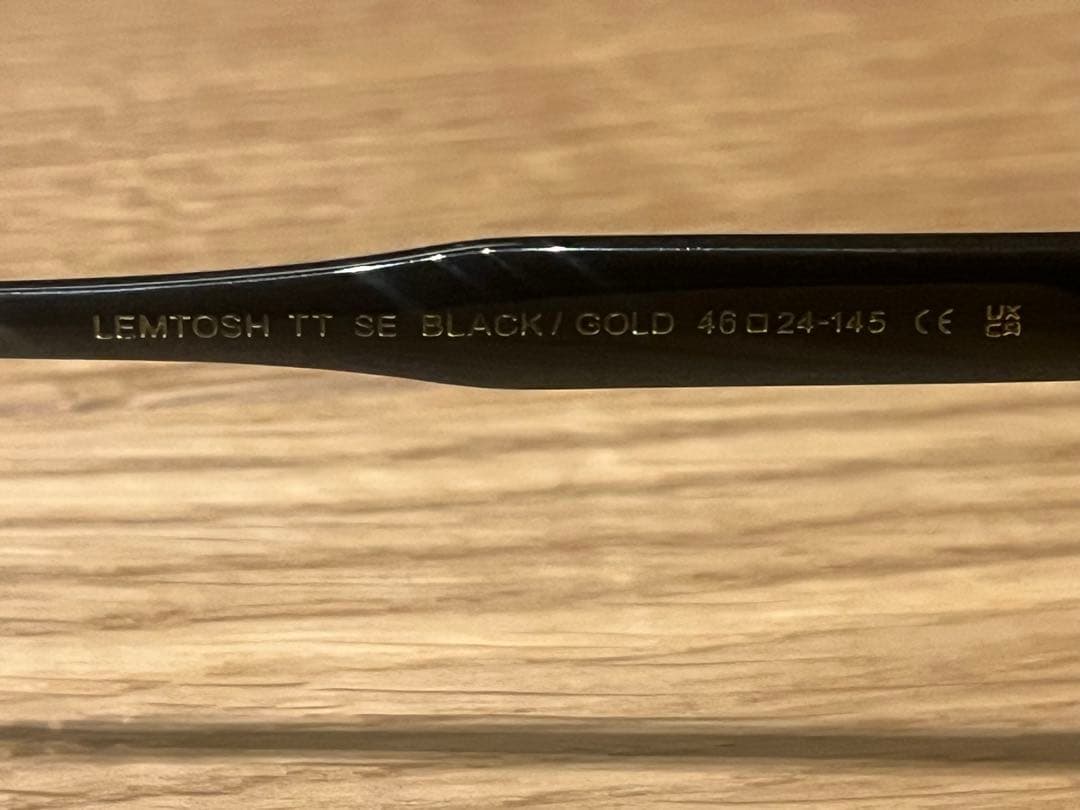 LEMTOSH TT SE BLACK/GOLD 46□24-145 CE UKCA